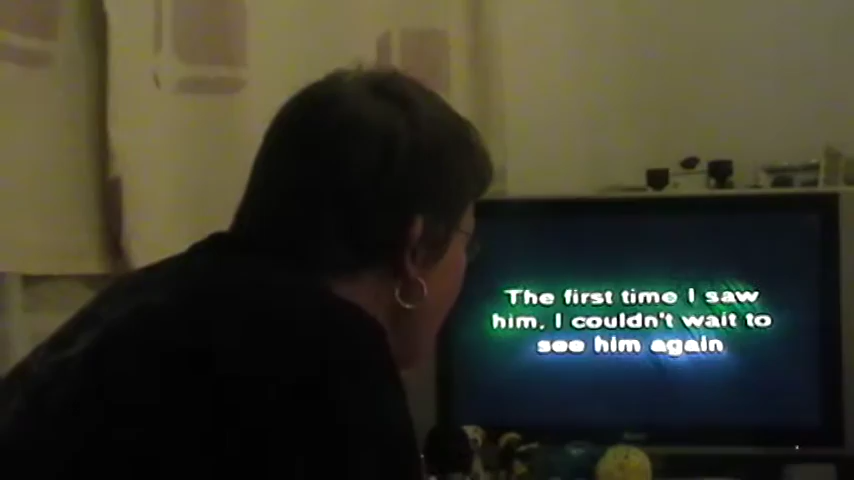 The first time I saw
him, I couldn't wait to
see him again